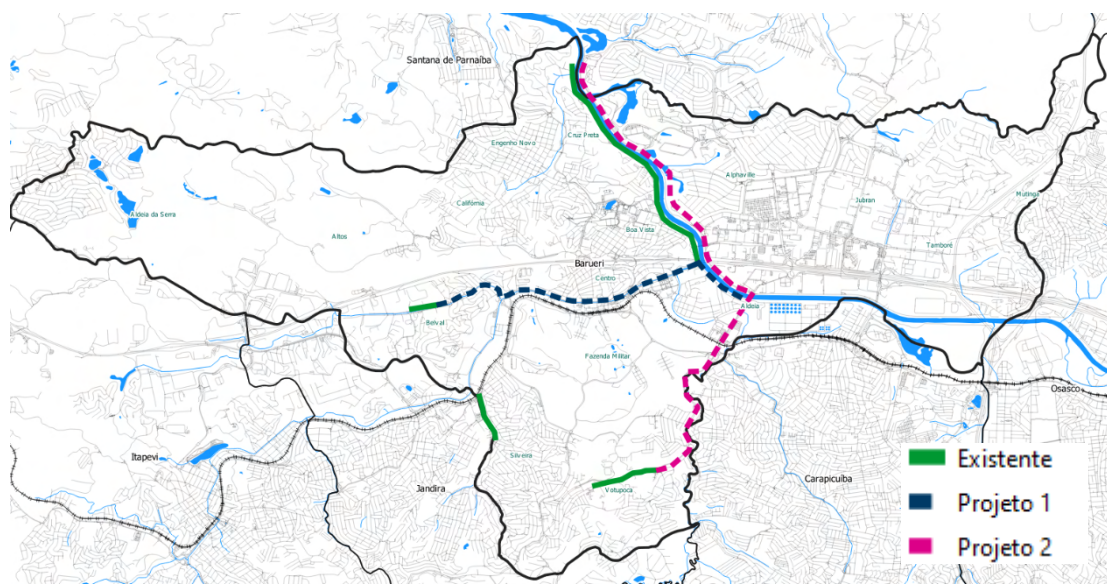 Santana de Parnaíba
Cruz Preta
Engenho Novo
Alphaville
Mutinga
Califórnia
Jubran
Aldeia da Serra
Boa Vista
Altos
Tamboré
Barueri
Centro
Aldeia
Belval
Fazenda Militar
Osasco
Itapevi
Silveira
Jandira
Votupoca
Carapicuíba
Existente
Projeto 1
Projeto 2